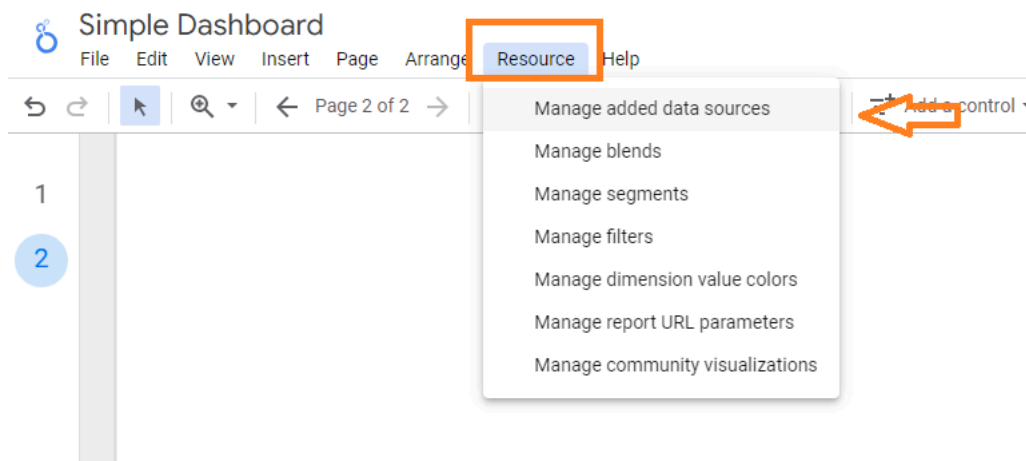 Simple Dashboard
File Edit View Insert Page Arrange Resource Help
Page 2 of 2 Add a control
Manage added data sources
Manage blends
Manage segments
Manage filters
Manage dimension value colors
Manage report URL parameters
Manage community visualizations
1
2